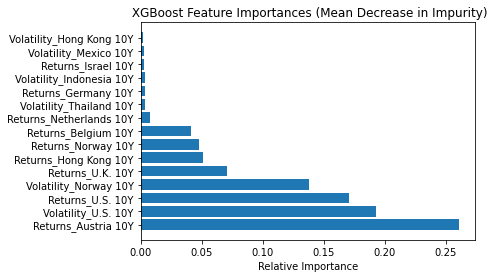 XGBoost Feature Importances (Mean Decrease in Impurity)
Volatility_Hong Kong 10Y
Volatility_Mexico 10Y
Returns_Israel 10Y
Volatility_Indonesia 10Y
Returns_Germany 10Y
Volatility_Thailand 10Y
Returns_Netherlands 10Y
Returns_Belgium 10Y
Returns_Norway 10Y
Returns_Hong Kong 10Y
Returns_U.K. 10Y
Volatility_Norway 10Y
Returns_U.S. 10Y
Volatility_U.S. 10Y
Returns_Austria 10Y
0.00 0.05 0.10 0.15 0.20 0.25
Relative Importance